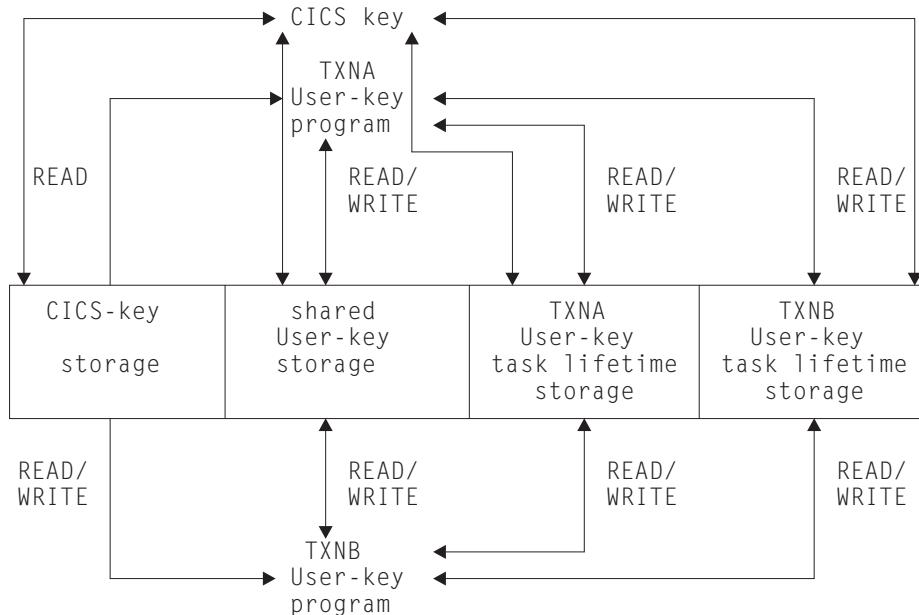 CICS key
TXNA
User-key
program
READ
READ/
WRITE
READ/
WRITE
READ/
WRITE
CICS-key
storage
shared
User-key
storage
TXNA
User-key
task lifetime
storage
TXNB
User-key
task lifetime
storage
READ/
WRITE
READ/
WRITE
READ/
WRITE
READ/
WRITE
TXNB
User-key
program